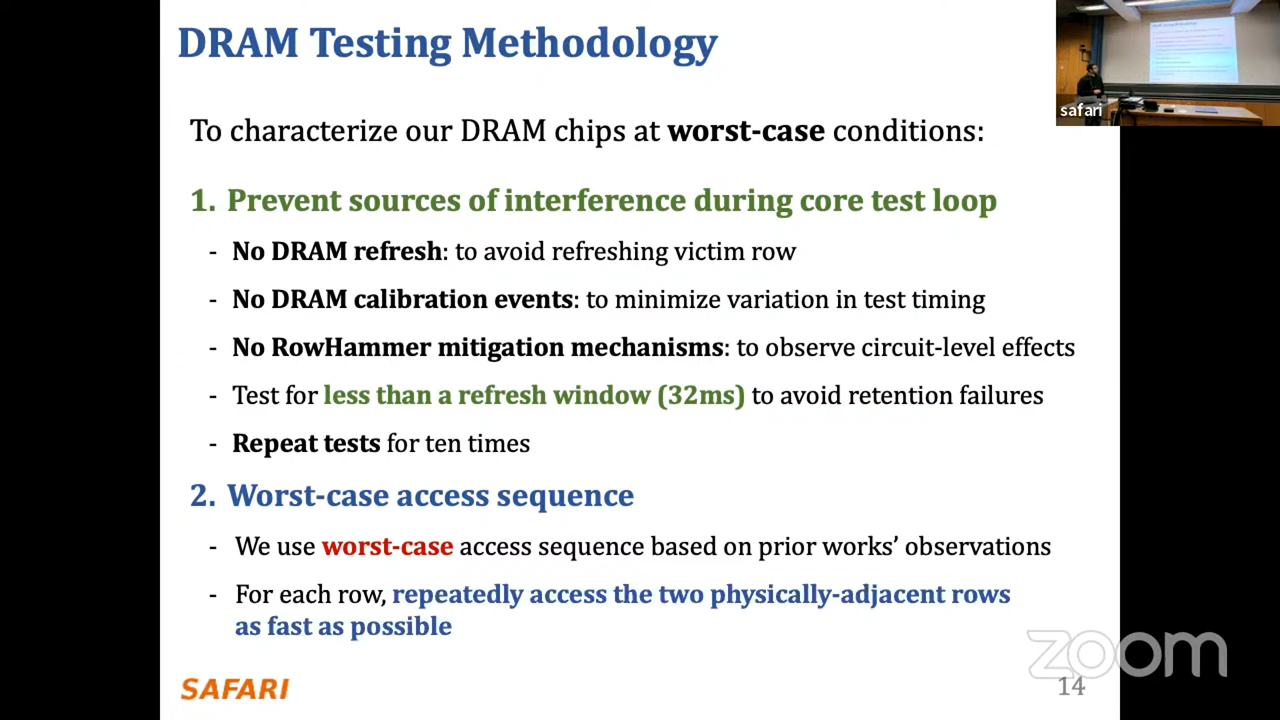 DRAM Testing Methodology
safari
To characterize our DRAM chips at worst-case conditions:
1. Prevent sources of interference during core test loop
- No DRAM refresh: to avoid refreshing victim row
- No DRAM calibration events: to minimize variation in test timing
- No RowHammer mitigation mechanisms: to observe circuit-level effects
- Test for less than a refresh window (32ms) to avoid retention failures
- Repeat tests for ten times
2. Worst-case access sequence
- We use worst-case access sequence based on prior works’ observations
- For each row, repeatedly access the two physically-adjacent rows
as fast as possible
zoom
SAFARI
14